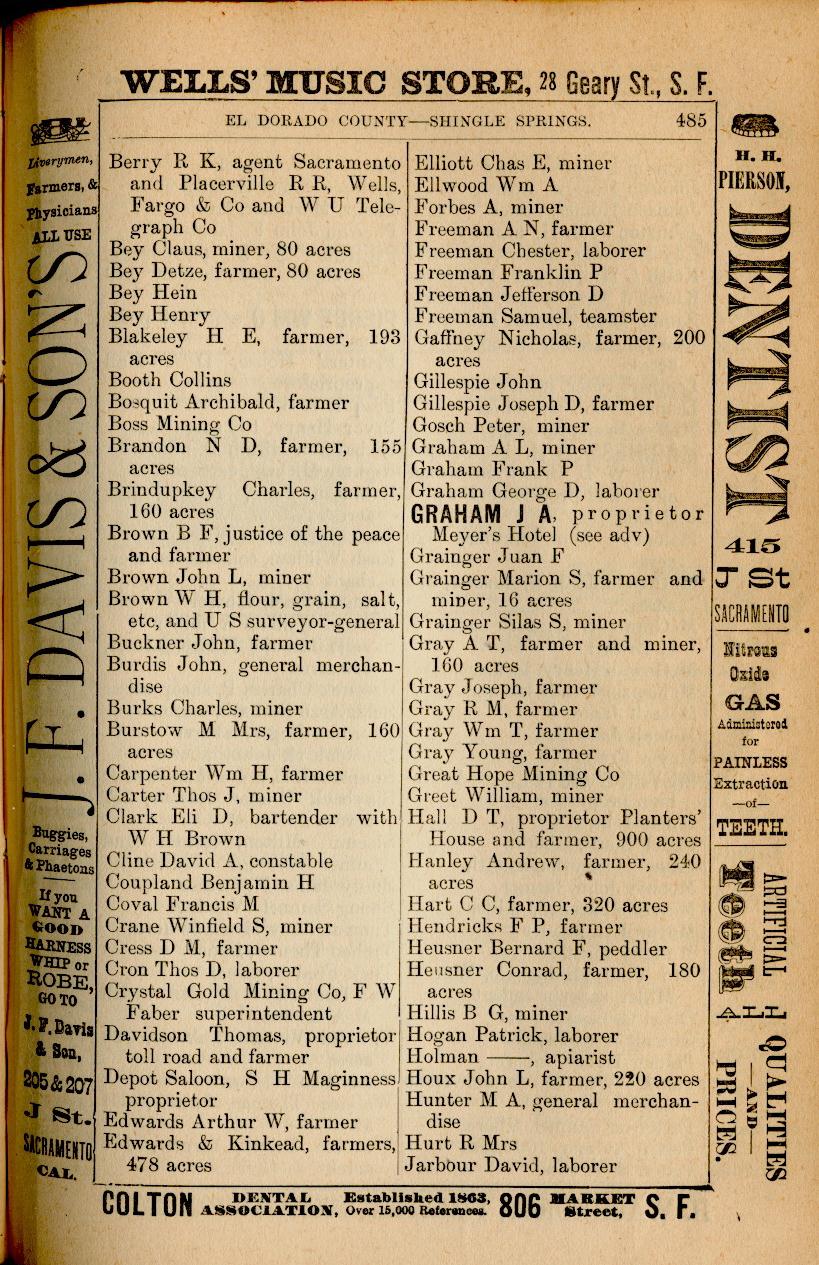 WELLS' MUSIC STORE, 28 Geary St., S. F.
EL DORADO COUNTY—SHINGLE SPRINGS. 485
Liverymen,
Farmers, &
Physicians
ALL USE
J. F. DAVIS & SON'S
Buggies,
Carriages
& Phaetons
If you
WANT A
GOOD
HARNESS
WHIP or
ROBE,
GO TO
J. F. Davis
& Son,
205 & 207
J St.
SACRAMENTO
CAL.
Berry R K, agent Sacramento
and Placerville R R, Wells,
Fargo & Co and W U Tele-
graph Co
Bey Claus, miner, 80 acres
Bey Detze, farmer, 80 acres
Bey Hein
Bey Henry
Blakeley H E, farmer, 193
acres
Booth Collins
Bosquit Archibald, farmer
Boss Mining Co
Brandon N D, farmer, 155
acres
Brindupkey Charles, farmer,
160 acres
Brown B F, justice of the peace
and farmer
Brown John L, miner
Brown W H, flour, grain, salt,
etc, and U S surveyor-general
Buckner John, farmer
Burdis John, general merchan-
dise
Burks Charles, miner
Burstow M Mrs, farmer, 160
acres
Carpenter Wm H, farmer
Carter Thos J, miner
Clark Eli D, bartender with
W H Brown
Cline David A, constable
Coupland Benjamin H
Coval Francis M
Crane Winfield S, miner
Cress D M, farmer
Cron Thos D, laborer
Crystal Gold Mining Co, F W
Faber superintendent
Davidson Thomas, proprietor
toll road and farmer
Depot Saloon, S H Maginness
proprietor
Edwards Arthur W, farmer
Edwards & Kinkead, farmers,
478 acres
Elliott Chas E, miner
Ellwood Wm A
Forbes A, miner
Freeman A N, farmer
Freeman Chester, laborer
Freeman Franklin P
Freeman Jefferson D
Freeman Samuel, teamster
Gaffney Nicholas, farmer, 200
acres
Gillespie John
Gillespie Joseph D, farmer
Gosch Peter, miner
Graham A L, miner
Graham Frank P
Graham George D, laborer
GRAHAM J A, proprietor
Meyer's Hotel (see adv)
Grainger Juan F
Grainger Marion S, farmer and
miner, 16 acres
Grainger Silas S, miner
Gray A T, farmer and miner,
160 acres
Gray Joseph, farmer
Gray R M, farmer
Gray Wm T, farmer
Gray Young, farmer
Great Hope Mining Co
Greet William, miner
Hall D T, proprietor Planters'
House and farmer, 900 acres
Hanley Andrew, farmer, 240
acres
Hart C C, farmer, 320 acres
Hendricks F P, farmer
Heusner Bernard F, peddler
Heusner Conrad, farmer, 180
acres
Hillis B G, miner
Hogan Patrick, laborer
Holman ——, apiarist
Houx John L, farmer, 220 acres
Hunter M A, general merchan-
dise
Hurt R Mrs
Jarbour David, laborer
H. H.
PIERSON,
DENTIST
415
J St
SACRAMENTO
Nitrous
Oxide
GAS
Administered
for
PAINLESS
Extraction
—of—
TEETH.
ARTIFICIAL
Teeth
ALL
QUALITIES
—AND—
PRICES.
COLTON DENTAL ASSOCIATION, Established 1863, Over 15,000 References. 806 MARKET Street, S. F.